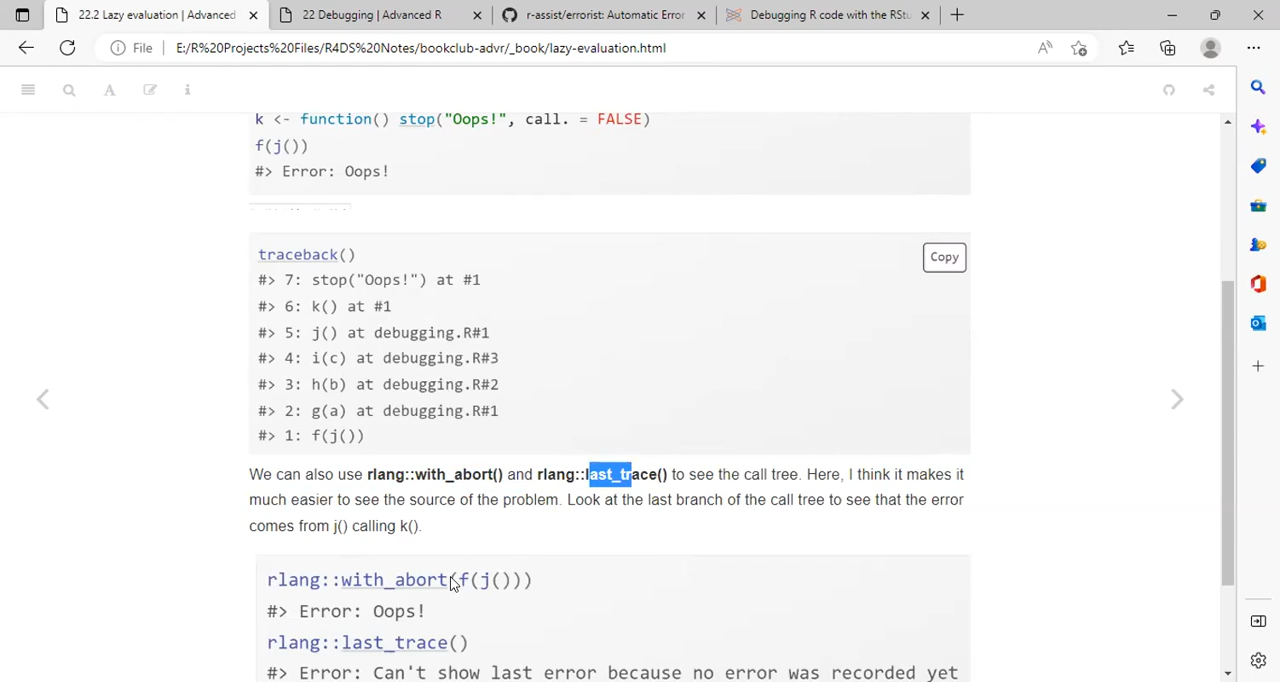 22.2 Lazy evaluation | Advanced
22 Debugging | Advanced R
r-assist/errorist: Automatic Error
Debugging R code with the RStu
File
E:/R%20Projects%20Files/R4DS%20Notes/bookclub-advr/_book/lazy-evaluation.html
k <- function() stop("Oops!", call. = FALSE)
f(j())
#> Error: Oops!
traceback()
Copy
#> 7: stop("Oops!") at #1
#> 6: k() at #1
#> 5: j() at debugging.R#1
#> 4: i(c) at debugging.R#3
#> 3: h(b) at debugging.R#2
#> 2: g(a) at debugging.R#1
#> 1: f(j())
We can also use rlang::with_abort() and rlang::last_trace() to see the call tree. Here, I think it makes it
much easier to see the source of the problem. Look at the last branch of the call tree to see that the error
comes from j() calling k().
rlang::with_abort(f(j()))
#> Error: Oops!
rlang::last_trace()
#> Error: Can't show last error because no error was recorded yet